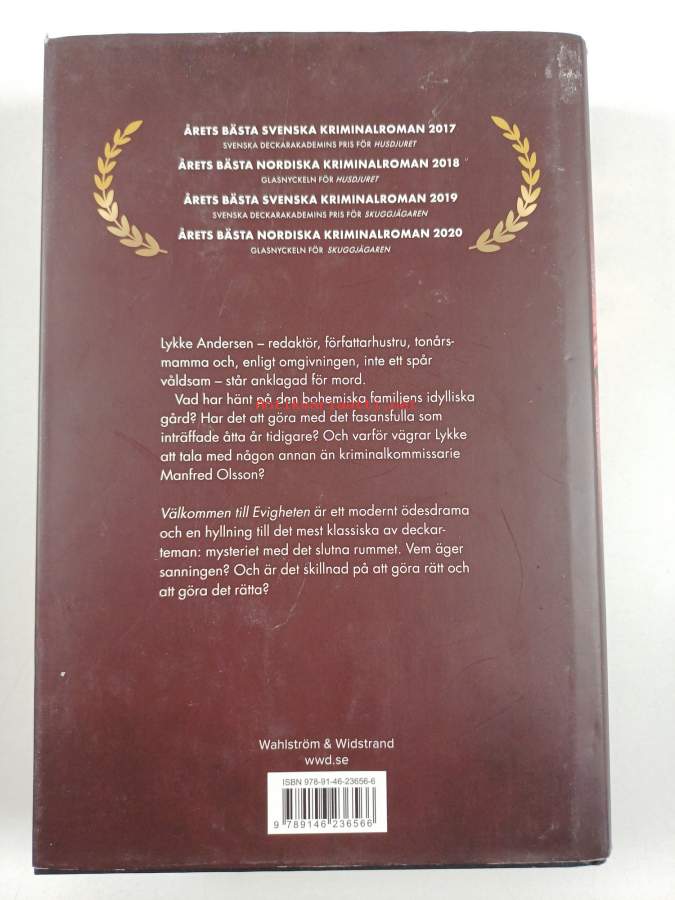 ÅRETS BÄSTA SVENSKA KRIMINALROMAN 2017
SVENSKA DECKARAKADEMINS PRIS FÖR HUSDJURET
ÅRETS BÄSTA NORDISKA KRIMINALROMAN 2018
GLASNYCKELN FÖR HUSDJURET
ÅRETS BÄSTA SVENSKA KRIMINALROMAN 2019
SVENSKA DECKARAKADEMINS PRIS FÖR SKUGGJÄGAREN
ÅRETS BÄSTA NORDISKA KRIMINALROMAN 2020
GLASNYCKELN FÖR SKUGGJÄGAREN
Lykke Andersen – redaktör, författarhustru, tonårs-
mamma och, enligt omgivningen, inte ett spår
våldsam – står anklagad för mord.
Vad har hänt på den bohemiska familjens idylliska
gård? Har det att göra med det fasansfulla som
inträffade åtta år tidigare? Och varför vägrar Lykke
att tala med någon annan än kriminalkommissarie
Manfred Olsson?
Välkommen till Evigheten är ett modernt ödesdrama
och en hyllning till det mest klassiska av deckar-
teman: mysteriet med det slutna rummet. Vem äger
sanningen? Och är det skillnad på att göra rätt och
att göra det rätta?
Wahlström & Widstrand
wwd.se
ISBN 978-91-46-23656-6
9 789146 236566